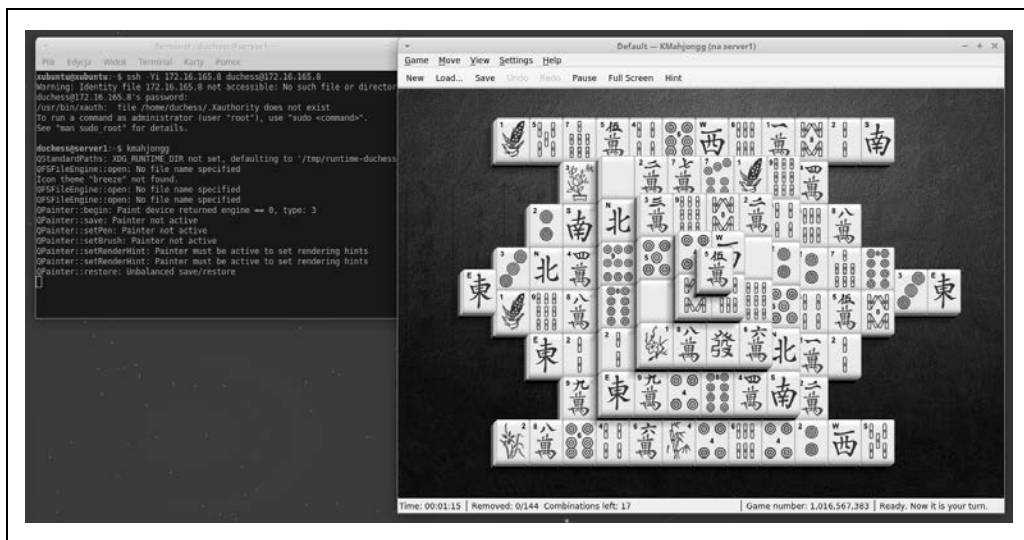 Terminal - duchess@server1:
Plik Edycja Widok Terminal Karty Pomoc
xubuntu@xubuntu:~$ ssh -Yi 172.16.165.8 duchess@172.16.165.8
Warning: Identity file 172.16.165.8 not accessible: No such file or director
duchess@172.16.165.8's password:
/usr/bin/xauth:  file /home/duchess/.Xauthority does not exist
To run a command as administrator (user "root"), use "sudo <command>".
See "man sudo_root" for details.
duchess@server1:~$ kmahjongg
QStandardPaths: XDG_RUNTIME_DIR not set, defaulting to '/tmp/runtime-duchess
QFSFileEngine::open: No file name specified
Icon theme "breeze" not found.
QFSFileEngine::open: No file name specified
QFSFileEngine::open: No file name specified
QPainter::begin: Paint device returned engine == 0, type: 3
QPainter::save: Painter not active
QPainter::setPen: Painter not active
QPainter::setBrush: Painter not active
QPainter::setRenderHint: Painter must be active to set rendering hints
QPainter::setRenderHint: Painter must be active to set rendering hints
QPainter::restore: Unbalanced save/restore
Default — KMahjongg (na server1)
Game Move View Settings Help
New Load... Save Undo Redo Pause Full Screen Hint
Time: 00:01:15 Removed: 0/144 Combinations left: 17 Game number: 1,016,567,383 Ready. Now it is your turn.